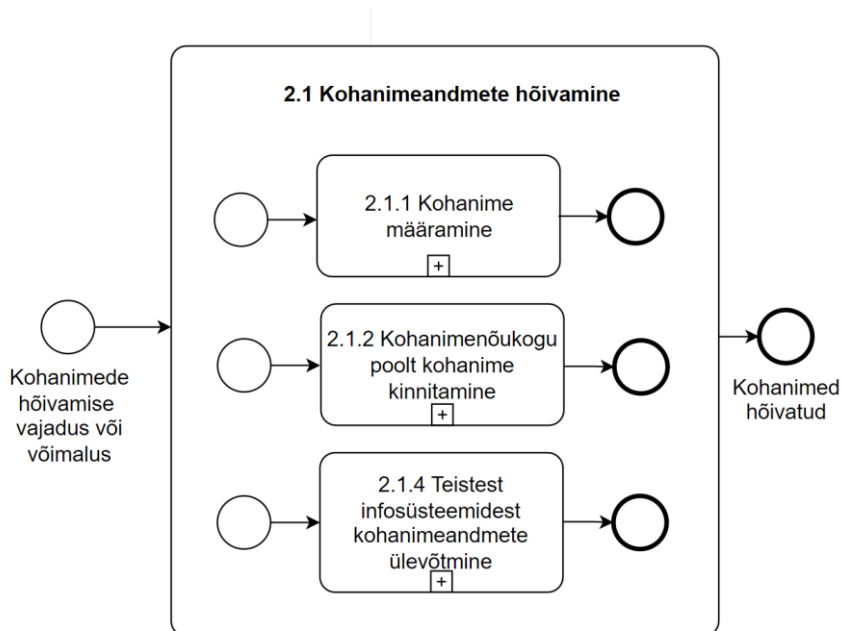 2.1 Kohanimeandmete hõivamine
2.1.1 Kohanime
määramine
+
2.1.2 Kohanimenõukogu
poolt kohanime
kinnitamine
+
2.1.4 Teistest
infosüsteemidest
kohanimeandmete
ülevõtmine
+
Kohanimede
hõivamise
vajadus või
võimalus
Kohanimed
hõivatud